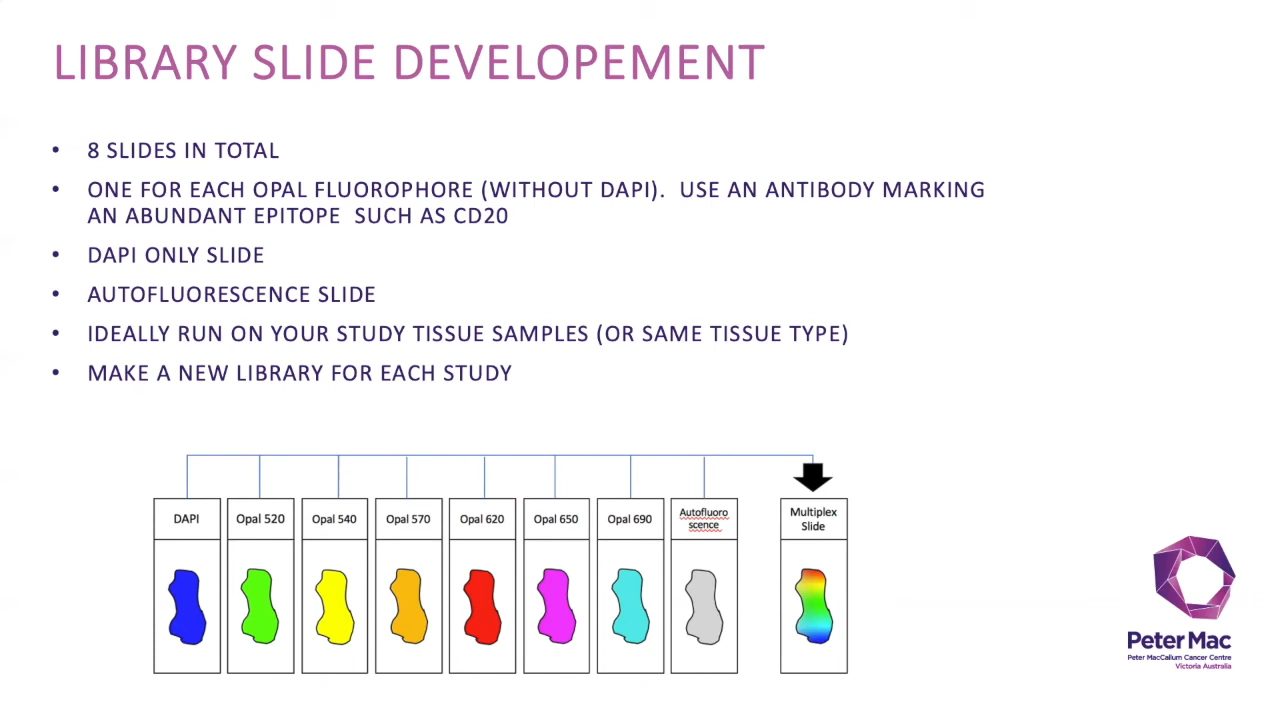 LIBRARY SLIDE DEVELOPEMENT
• 8 SLIDES IN TOTAL
• ONE FOR EACH OPAL FLUOROPHORE (WITHOUT DAPI). USE AN ANTIBODY MARKING
AN ABUNDANT EPITOPE SUCH AS CD20
• DAPI ONLY SLIDE
• AUTOFLUORESCENCE SLIDE
• IDEALLY RUN ON YOUR STUDY TISSUE SAMPLES (OR SAME TISSUE TYPE)
• MAKE A NEW LIBRARY FOR EACH STUDY
DAPI
Opal 520
Opal 540
Opal 570
Opal 620
Opal 650
Opal 690
Autofluoro
scence
Multiplex
Slide
Peter Mac
Peter MacCallum Cancer Centre
Victoria Australia